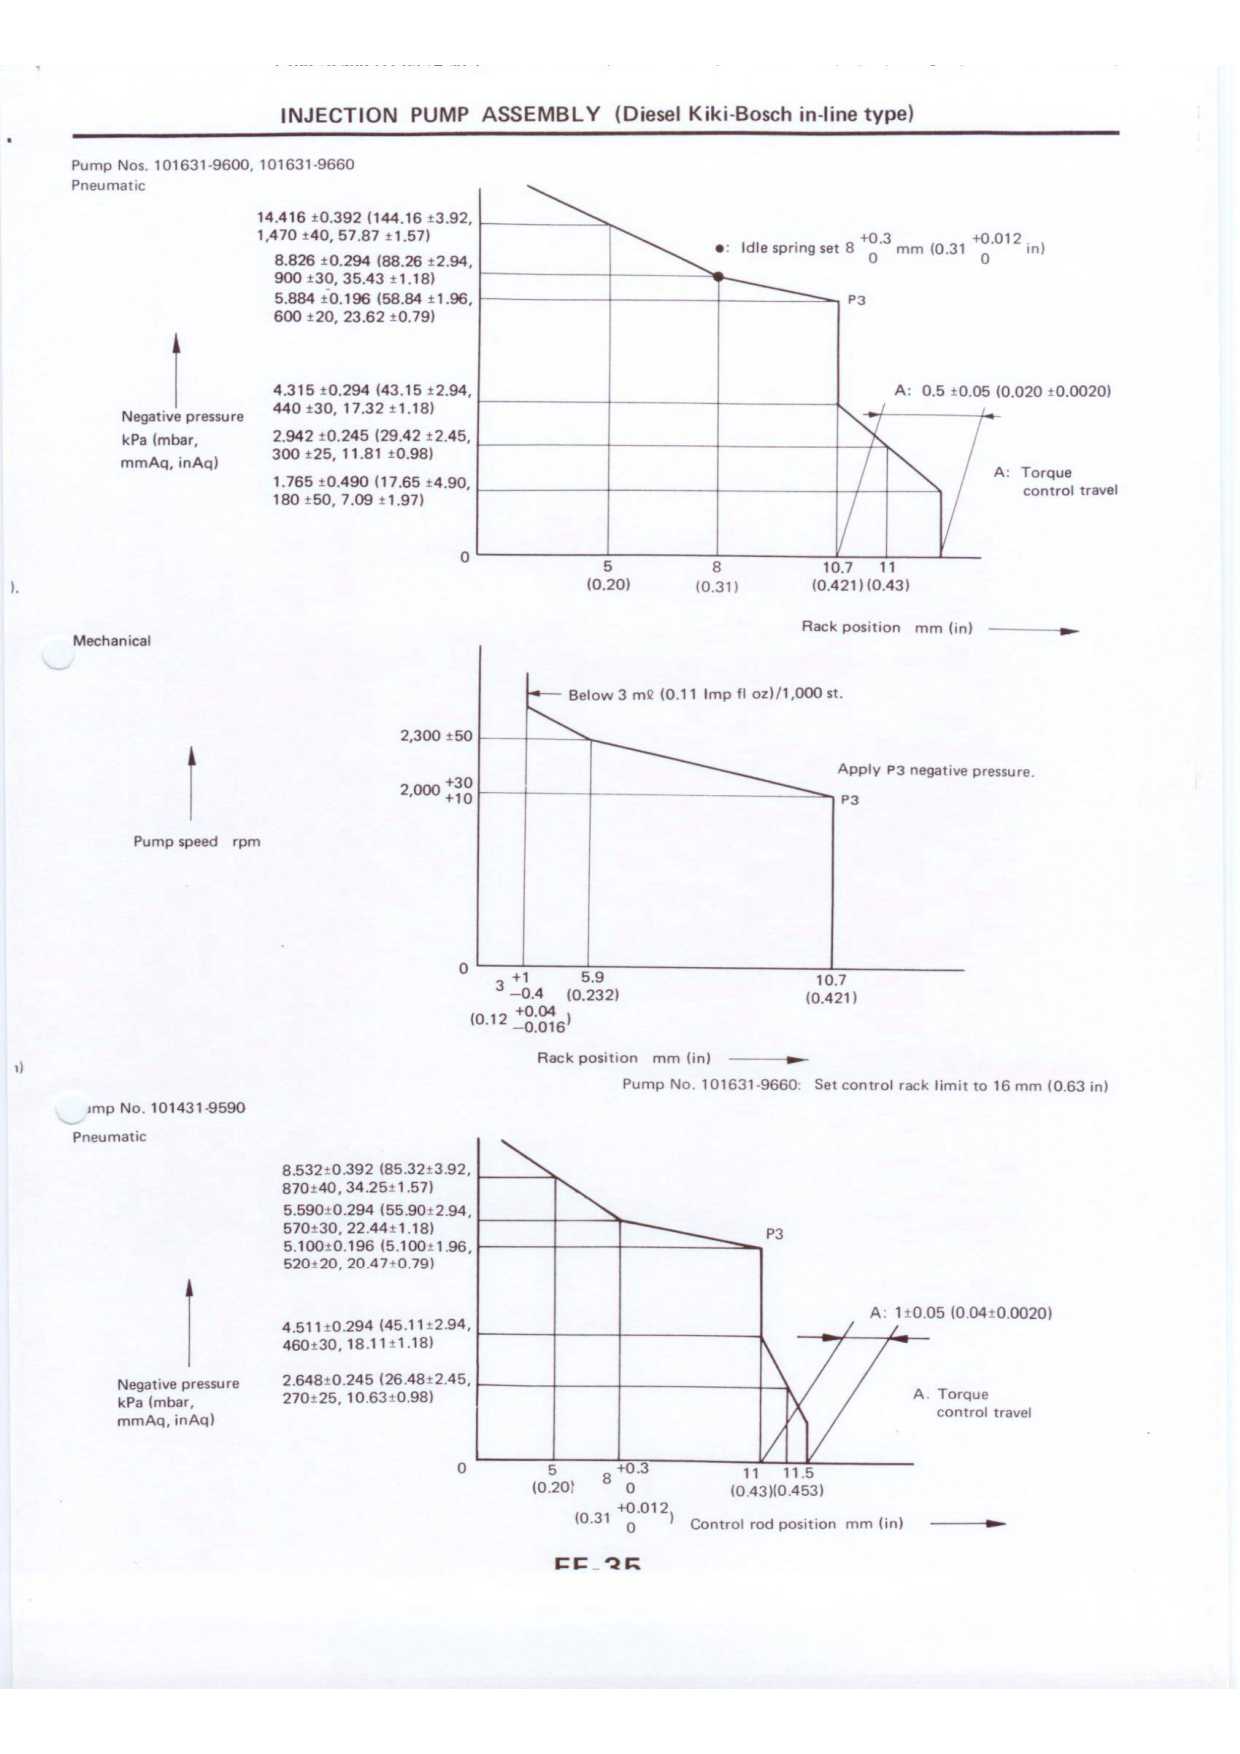 INJECTION PUMP ASSEMBLY (Diesel Kiki-Bosch in-line type)
Pump Nos. 101631-9600, 101631-9660
Pneumatic
14.416 ±0.392 (144.16 ±3.92,
1,470 ±40, 57.87 ±1.57)
8.826 ±0.294 (88.26 ±2.94,
900 ±30, 35.43 ±1.18)
5.884 ±0.196 (58.84 ±1.96,
600 ±20, 23.62 ±0.79)
●: Idle spring set 8 +0.3 0 mm (0.31 +0.012 0 in)
P3
4.315 ±0.294 (43.15 ±2.94,
440 ±30, 17.32 ±1.18)
2.942 ±0.245 (29.42 ±2.45,
300 ±25, 11.81 ±0.98)
1.765 ±0.490 (17.65 ±4.90,
180 ±50, 7.09 ±1.97)
Negative pressure
kPa (mbar,
mmAq, inAq)
A: 0.5 ±0.05 (0.020 ±0.0020)
A: Torque
control travel
0
5 8 10.7 11
(0.20) (0.31) (0.421) (0.43)
).
Rack position mm (in)
Mechanical
Below 3 mℓ (0.11 Imp fl oz)/1,000 st.
2,300 ±50
Apply P3 negative pressure.
2,000 +30 +10
P3
Pump speed rpm
0
3 +1 −0.4 5.9 10.7
(0.232) (0.421)
(0.12 +0.04 −0.016)
Rack position mm (in)
Pump No. 101631-9660: Set control rack limit to 16 mm (0.63 in)
ump No. 101431-9590
Pneumatic
8.532±0.392 (85.32±3.92,
870±40, 34.25±1.57)
5.590±0.294 (55.90±2.94,
570±30, 22.44±1.18)
5.100±0.196 (5.100±1.96,
520±20, 20.47±0.79)
P3
4.511±0.294 (45.11±2.94,
460±30, 18.11±1.18)
2.648±0.245 (26.48±2.45,
270±25, 10.63±0.98)
Negative pressure
kPa (mbar,
mmAq, inAq)
A: 1±0.05 (0.04±0.0020)
A. Torque
control travel
0
5 8 +0.3 0 11 11.5
(0.20) (0.43)(0.453)
(0.31 +0.012 0)
Control rod position mm (in)
EF-35